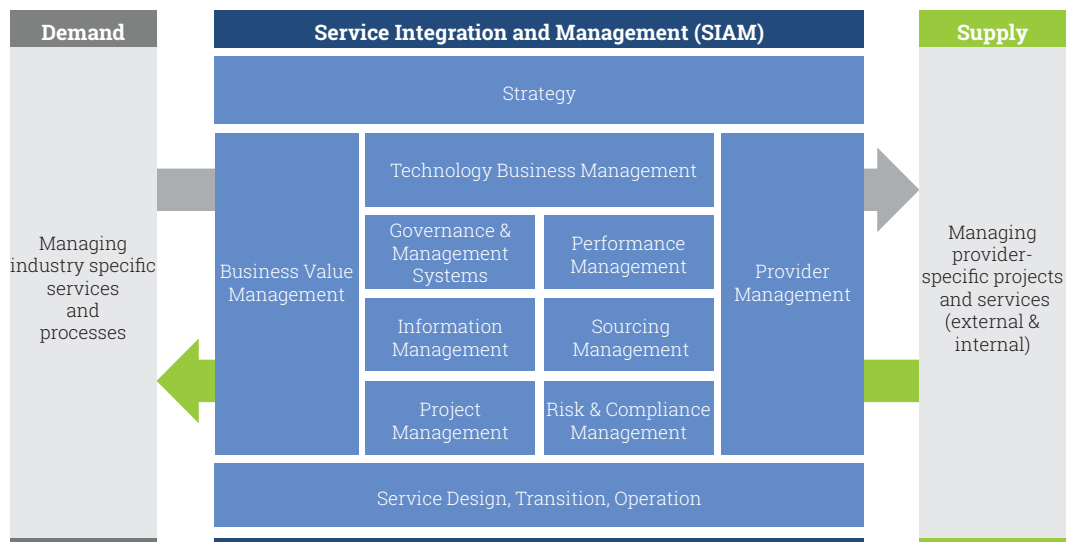 Demand
Service Integration and Management (SIAM)
Supply
Strategy
Technology Business Management
Managing
industry specific
services
and
processes
Business Value
Management
Governance &
Management
Systems
Performance
Management
Information
Management
Sourcing
Management
Project
Management
Risk & Compliance
Management
Provider
Management
Managing
provider-
specific projects
and services
(external &
internal)
Service Design, Transition, Operation